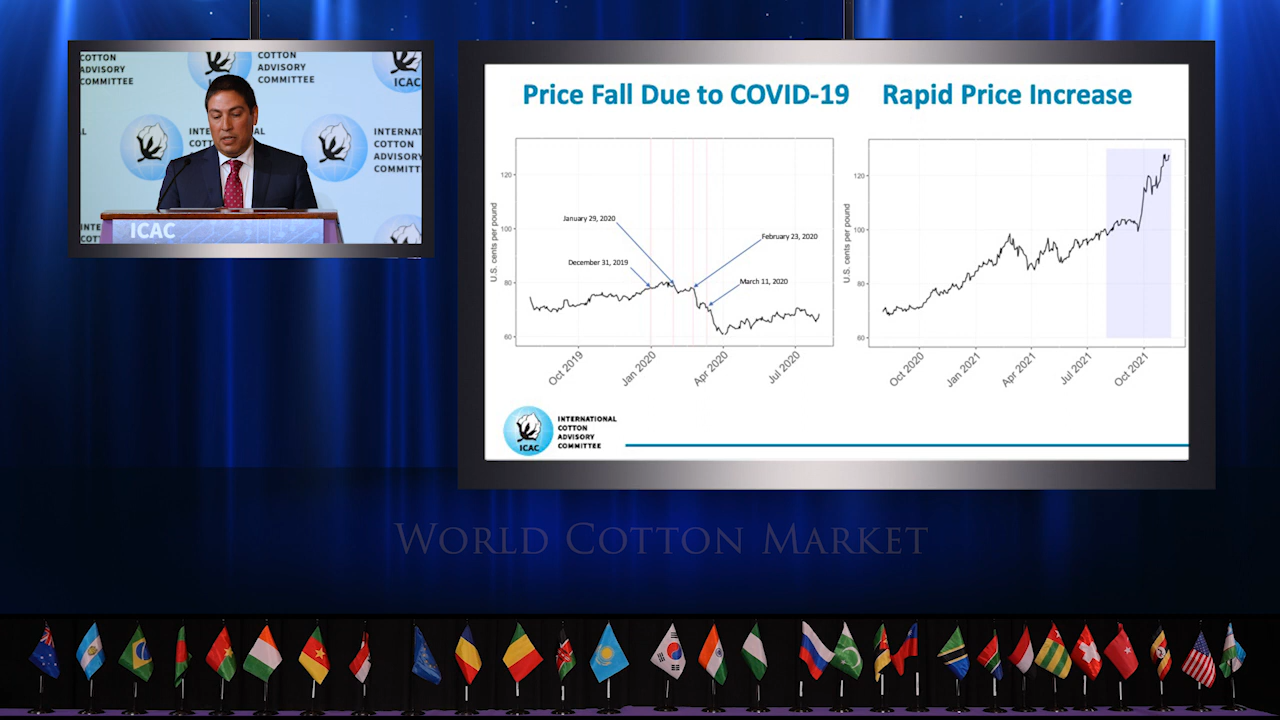 COTTON
ADVISORY
COMMITTEE
COTTON
ADVISORY
COMMITTEE
ICAC
INTERNATIONAL
COTTON
ADVISORY
COMMITT
ICAC
Price Fall Due to COVID-19
Rapid Price Increase
U.S. cents per pound
120
100
80
60
January 29, 2020
December 31, 2019
February 23, 2020
March 11, 2020
Oct 2019
Jan 2020
Apr 2020
Jul 2020
U.S. cents per pound
120
100
80
60
Oct 2020
Jan 2021
Apr 2021
Jul 2021
Oct 2021
ICAC
INTERNATIONAL
COTTON
ADVISORY
COMMITTEE
World Cotton Market